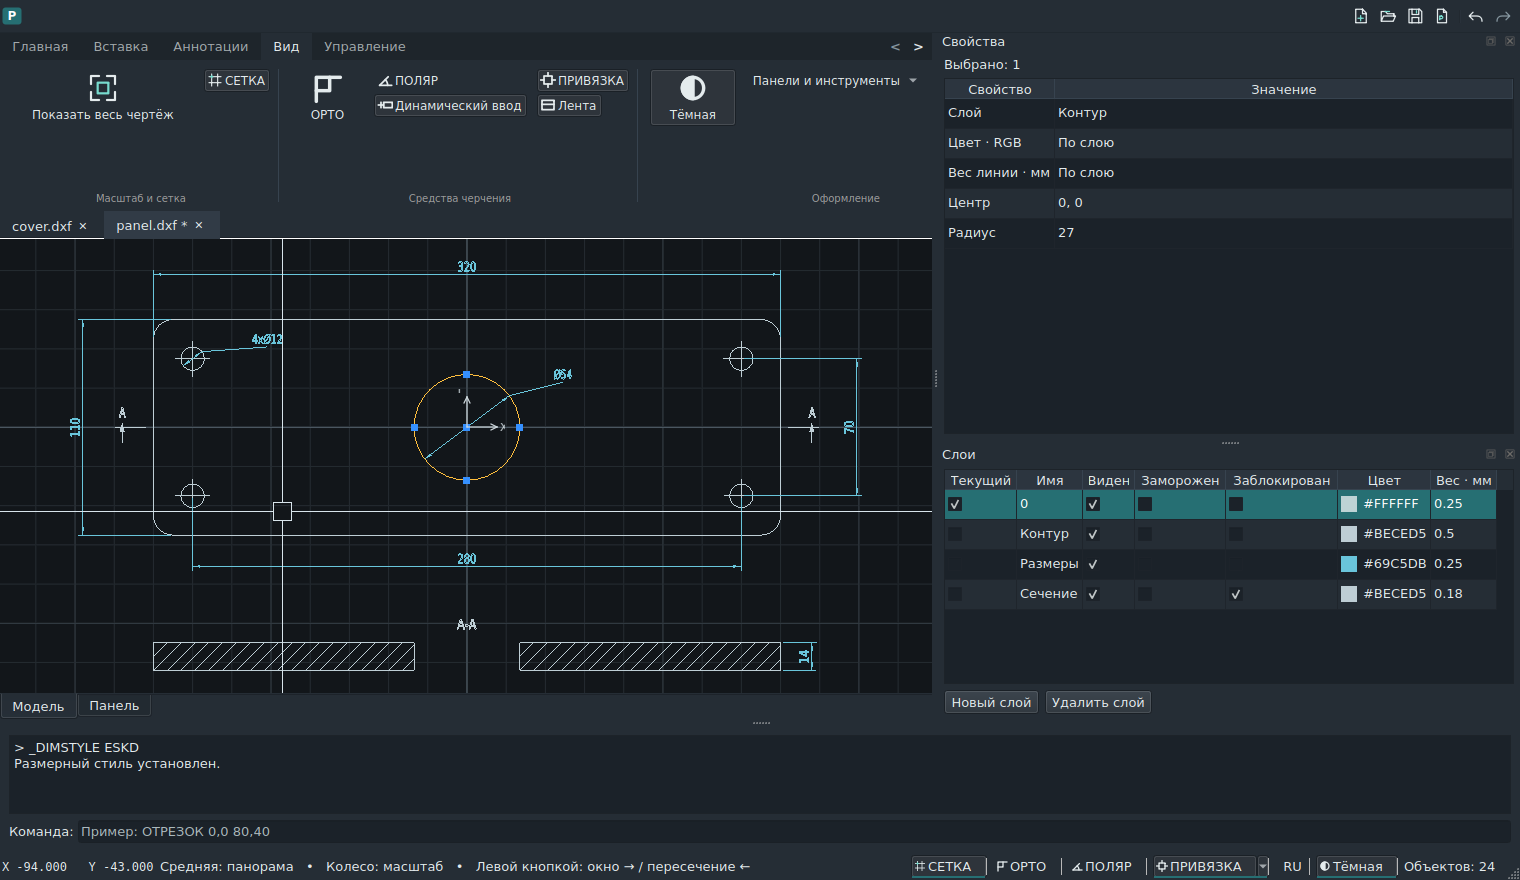 P
Главная Вставка Аннотации Вид Управление < >
Показать весь чертёж
СЕТКА
Масштаб и сетка
ОРТО
ПОЛЯР
Динамический ввод
ПРИВЯЗКА
Лента
Средства черчения
Тёмная
Панели и инструменты
Оформление
cover.dxf × panel.dxf * ×
320
4xØ12
Ø54
110
A
A
70
X
280
A-A
14
Модель Панель
Свойства
Выбрано: 1
Свойство Значение
Слой Контур
Цвет · RGB По слою
Вес линии · мм По слою
Центр 0, 0
Радиус 27
Слои
Текущий Имя Виден Заморожен Заблокирован Цвет Вес · мм
0 #FFFFFF 0.25
Контур #BECED5 0.5
Размеры #69C5DB 0.25
Сечение #BECED5 0.18
Новый слой Удалить слой
> _DIMSTYLE ESKD
Размерный стиль установлен.
Команда: Пример: ОТРЕЗОК 0,0 80,40
X -94.000 Y -43.000 Средняя: панорама • Колесо: масштаб • Левой кнопкой: окно → / пересечение ← СЕТКА ОРТО ПОЛЯР ПРИВЯЗКА RU Тёмная Объектов: 24